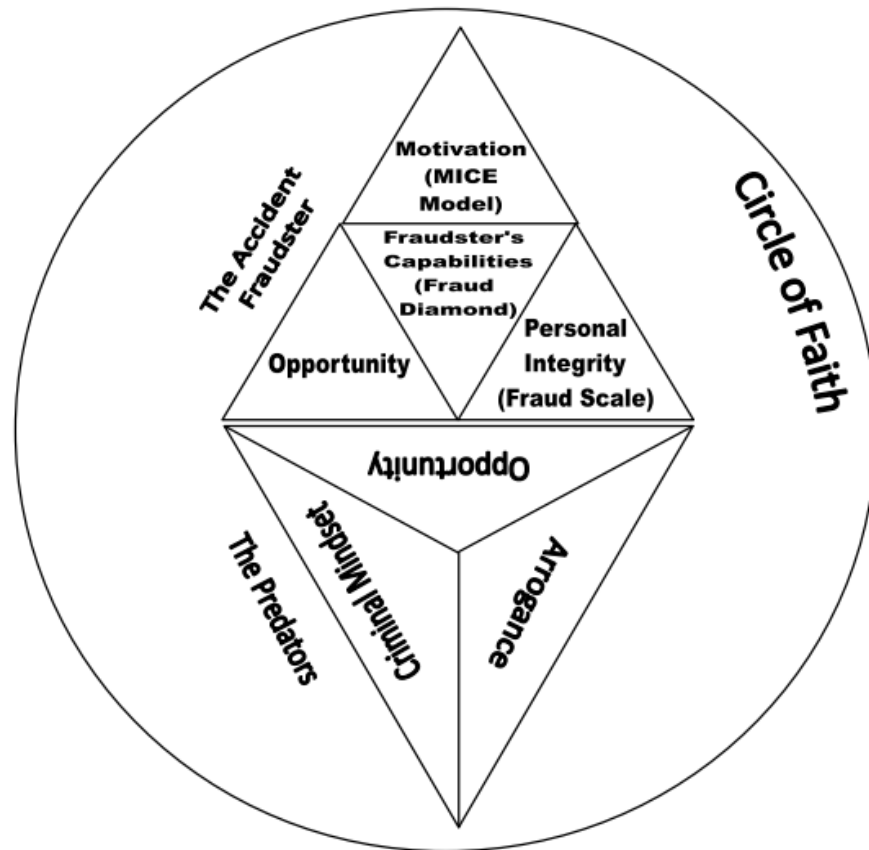 Motivation
(MICE
Model)
The Accident
Fraudster
Circle of Faith
Fraudster's
Capabilities
(Fraud
Diamond)
Opportunity
Personal
Integrity
(Fraud Scale)
Opportunity
Criminal Mindset
Arrogance
The Predators